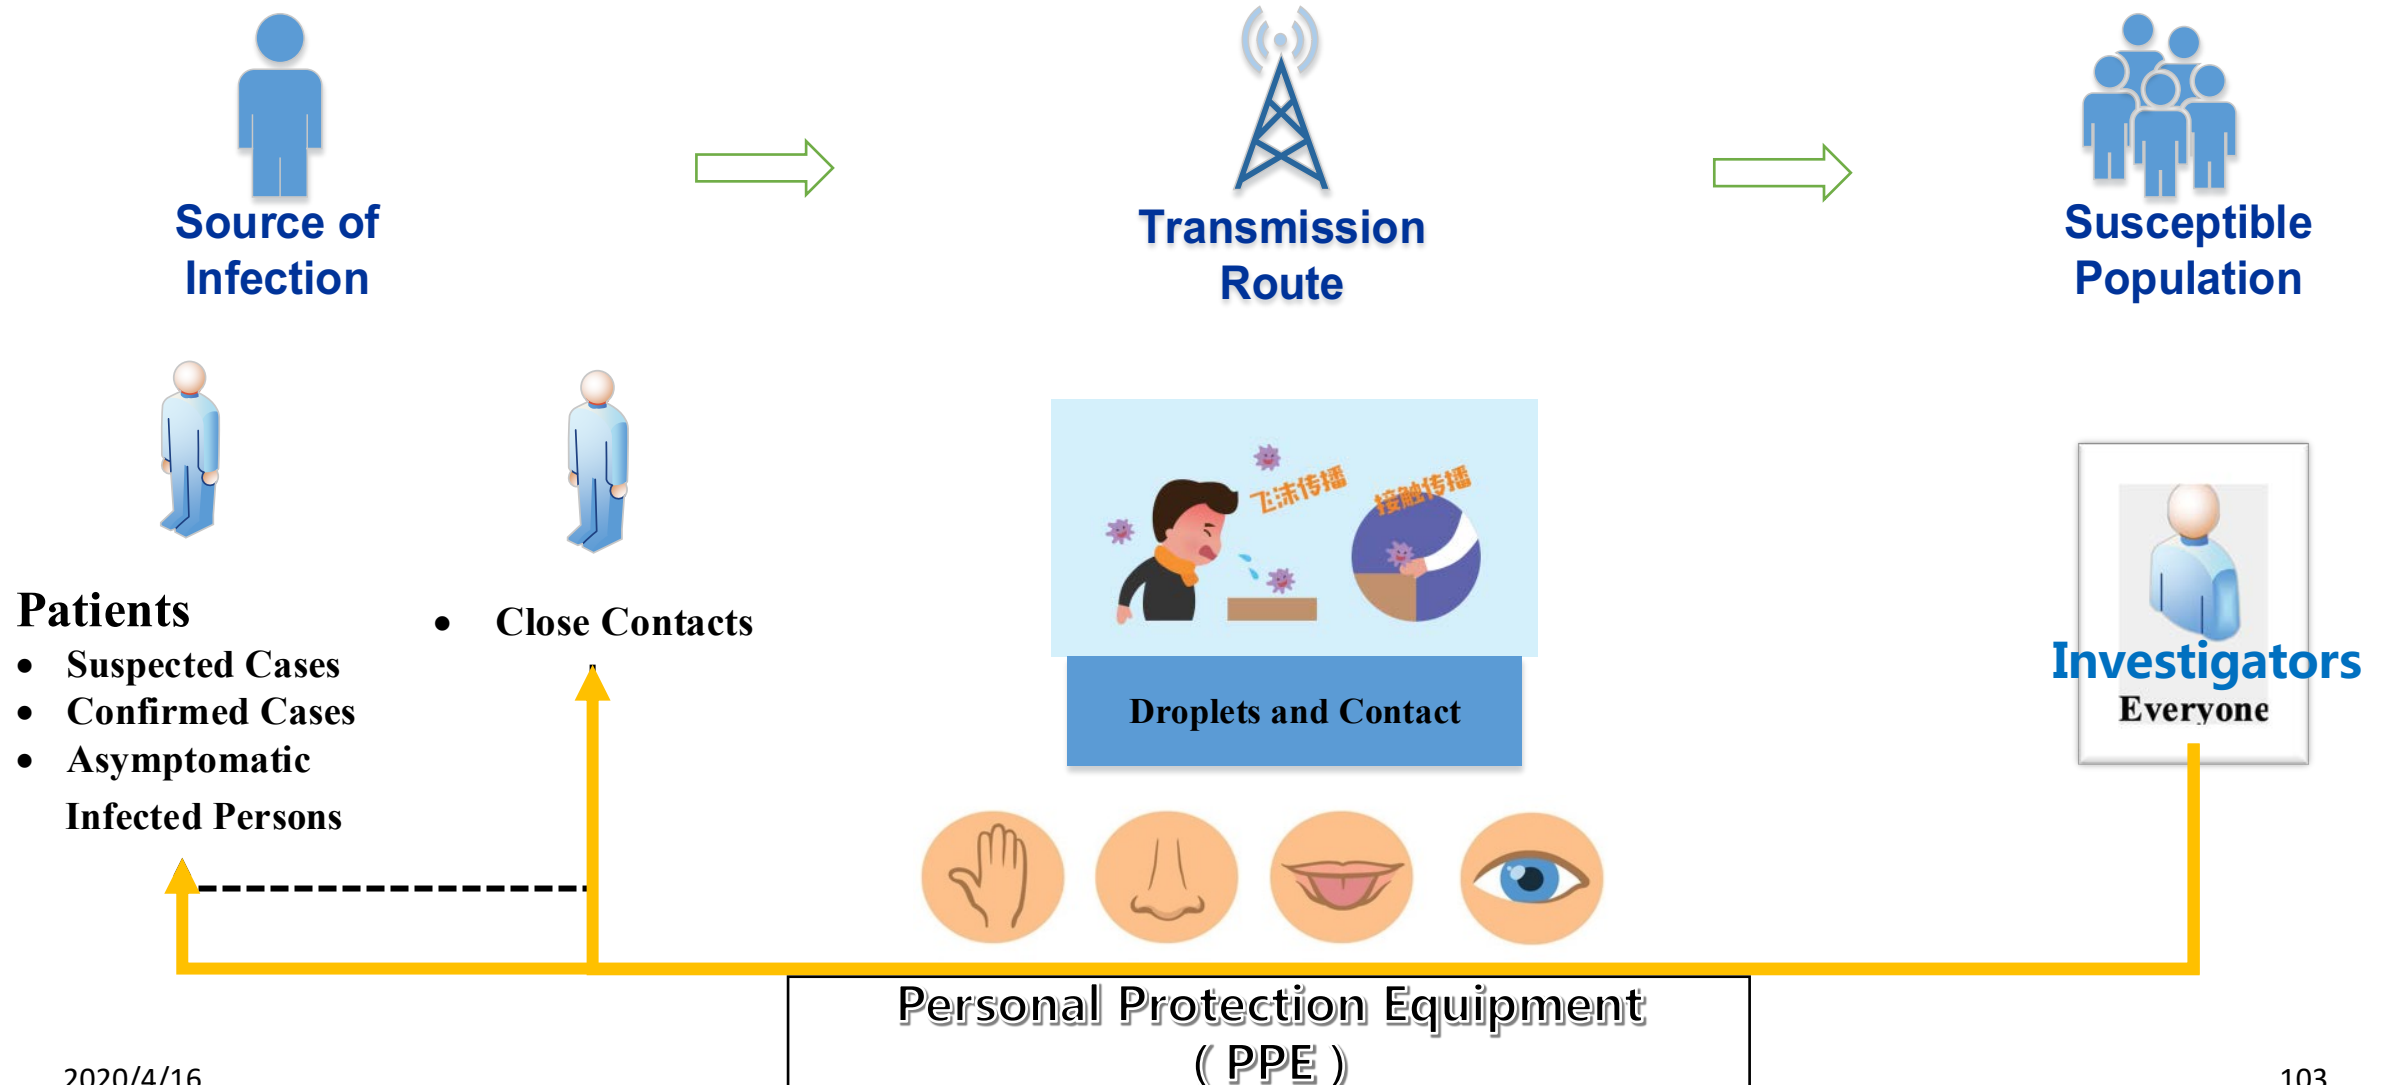 Source of
Infection
Transmission
Route
Susceptible
Population
飞沫传播
接触传播
Patients
• Suspected Cases
• Confirmed Cases
• Asymptomatic
Infected Persons
• Close Contacts
Droplets and Contact
Investigators
Everyone
Personal Protection Equipment
( PPE )
2020/4/16
103